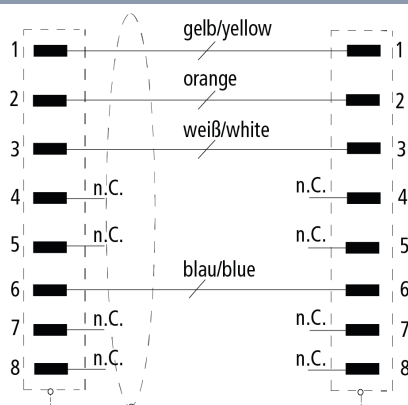 1 gelb/yellow 1
2 orange 2
3 weiß/white 3
4 n.C. n.C. 4
5 n.C. n.C. 5
6 blau/blue 6
7 n.C. n.C. 7
8 n.C. n.C. 8